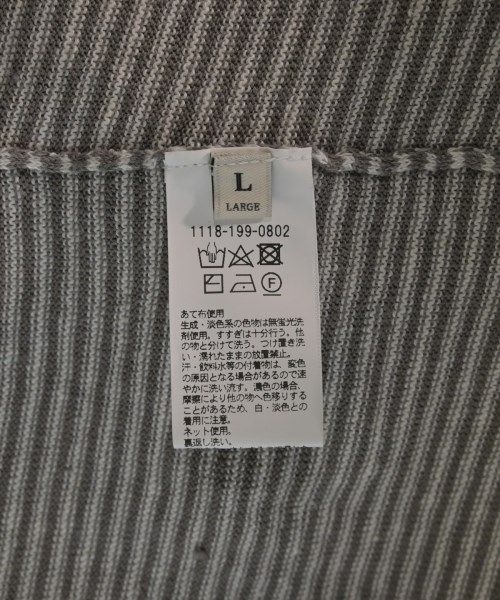 L
LARGE
1118-199-0802
F
あて布使用
生成・淡色系の色物は無蛍光洗
剤使用。すすぎは十分行う。他
の物と分けて洗う。つけ置き洗
い・濡れたままの放置禁止。
汗・飲料水等の付着物は、変色
の原因となる場合があるので速
やかに洗い流す。濃色の場合、
摩擦により他の物へ色移りする
ことがあるため、白・淡色との
着用に注意。
ネット使用。
裏返し洗い。